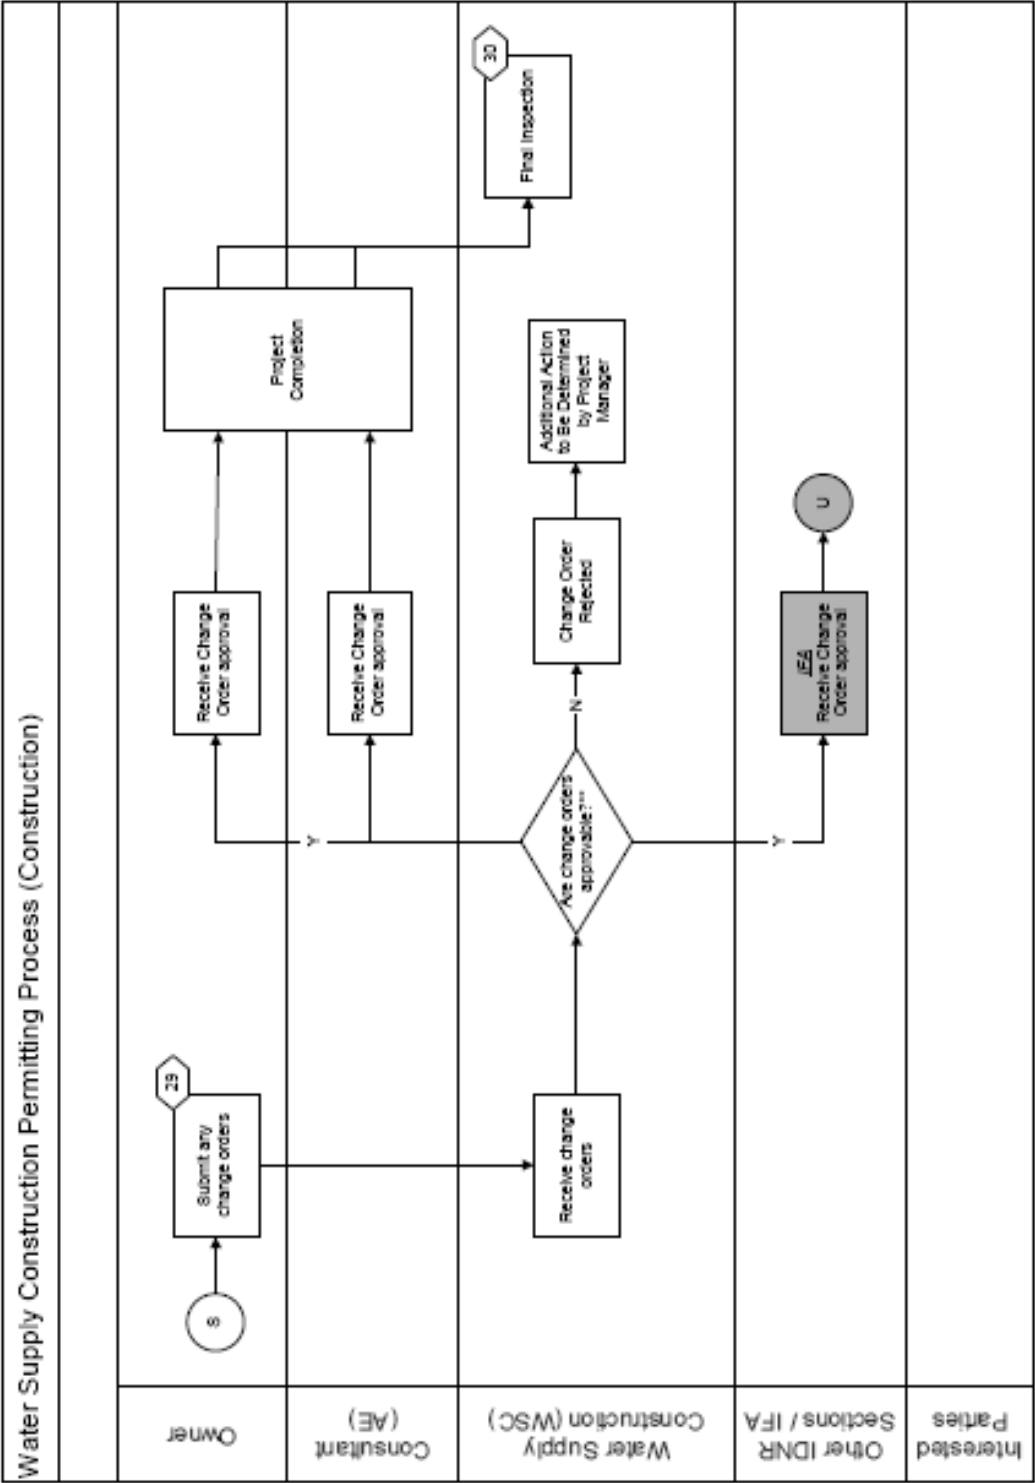 Water Supply Construction Permitting Process (Construction)
Owner
S
Submit any
change orders
29
Receive Change
Order approval
Project
Completion
Consultant
(AE)
Y
Receive Change
Order approval
Water Supply
Construction (WSC)
Receive change
orders
Are change orders
approvable?**
N
Change Order
Rejected
Additional Action
to Be Determined
by Project
Manager
Final Inspection
30
Other IDNR
Sections / IFA
Y
IFA
Receive Change
Order approval
U
Interested
Parties